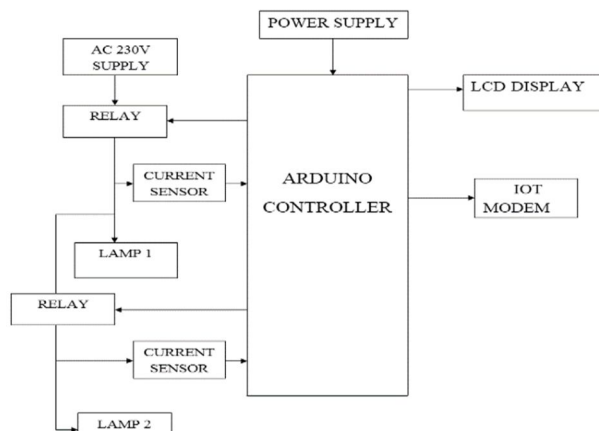 POWER SUPPLY
AC 230V
SUPPLY
LCD DISPLAY
RELAY
CURRENT
SENSOR
ARDUINO
CONTROLLER
IOT
MODEM
LAMP 1
RELAY
CURRENT
SENSOR
LAMP 2